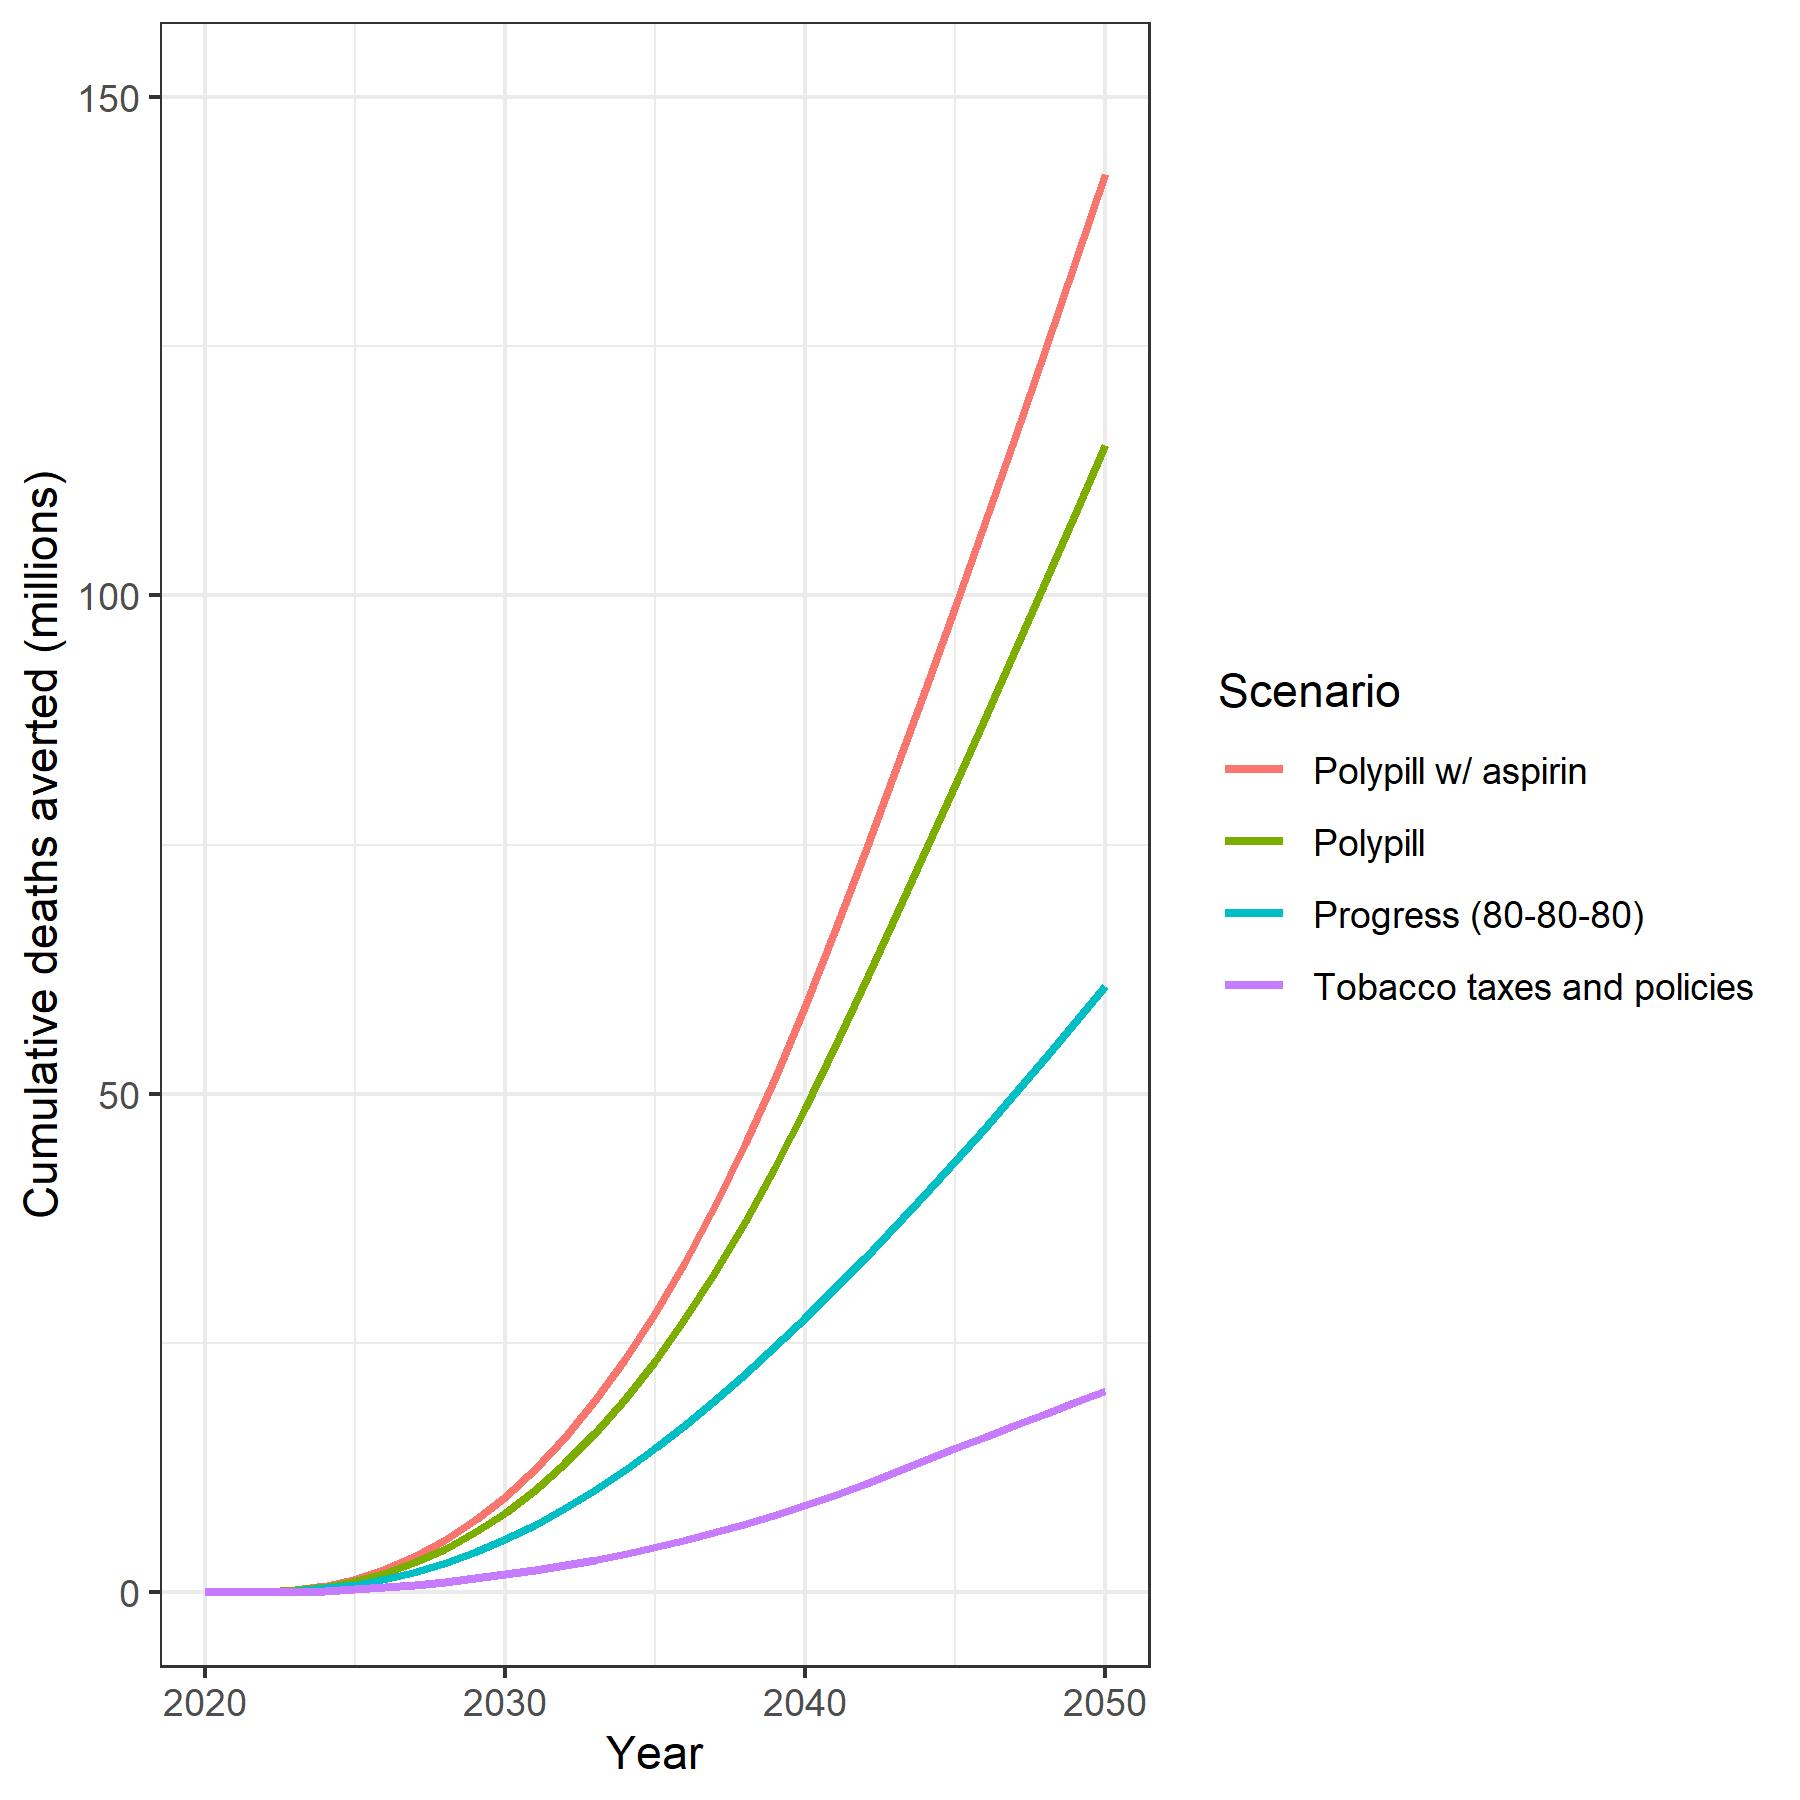 Cumulative deaths averted (millions)
150
100
50
0
2020 2030 2040 2050
Year
Scenario
Polypill w/ aspirin
Polypill
Progress (80-80-80)
Tobacco taxes and policies